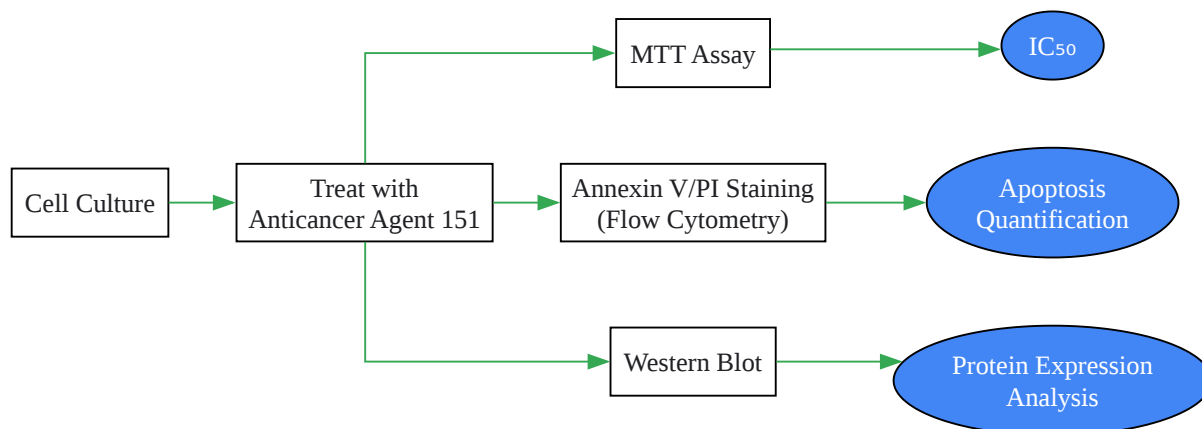 MTT Assay
IC₅₀
Cell Culture
Treat with
Anticancer Agent 151
Annexin V/PI Staining
(Flow Cytometry)
Apoptosis
Quantification
Western Blot
Protein Expression
Analysis